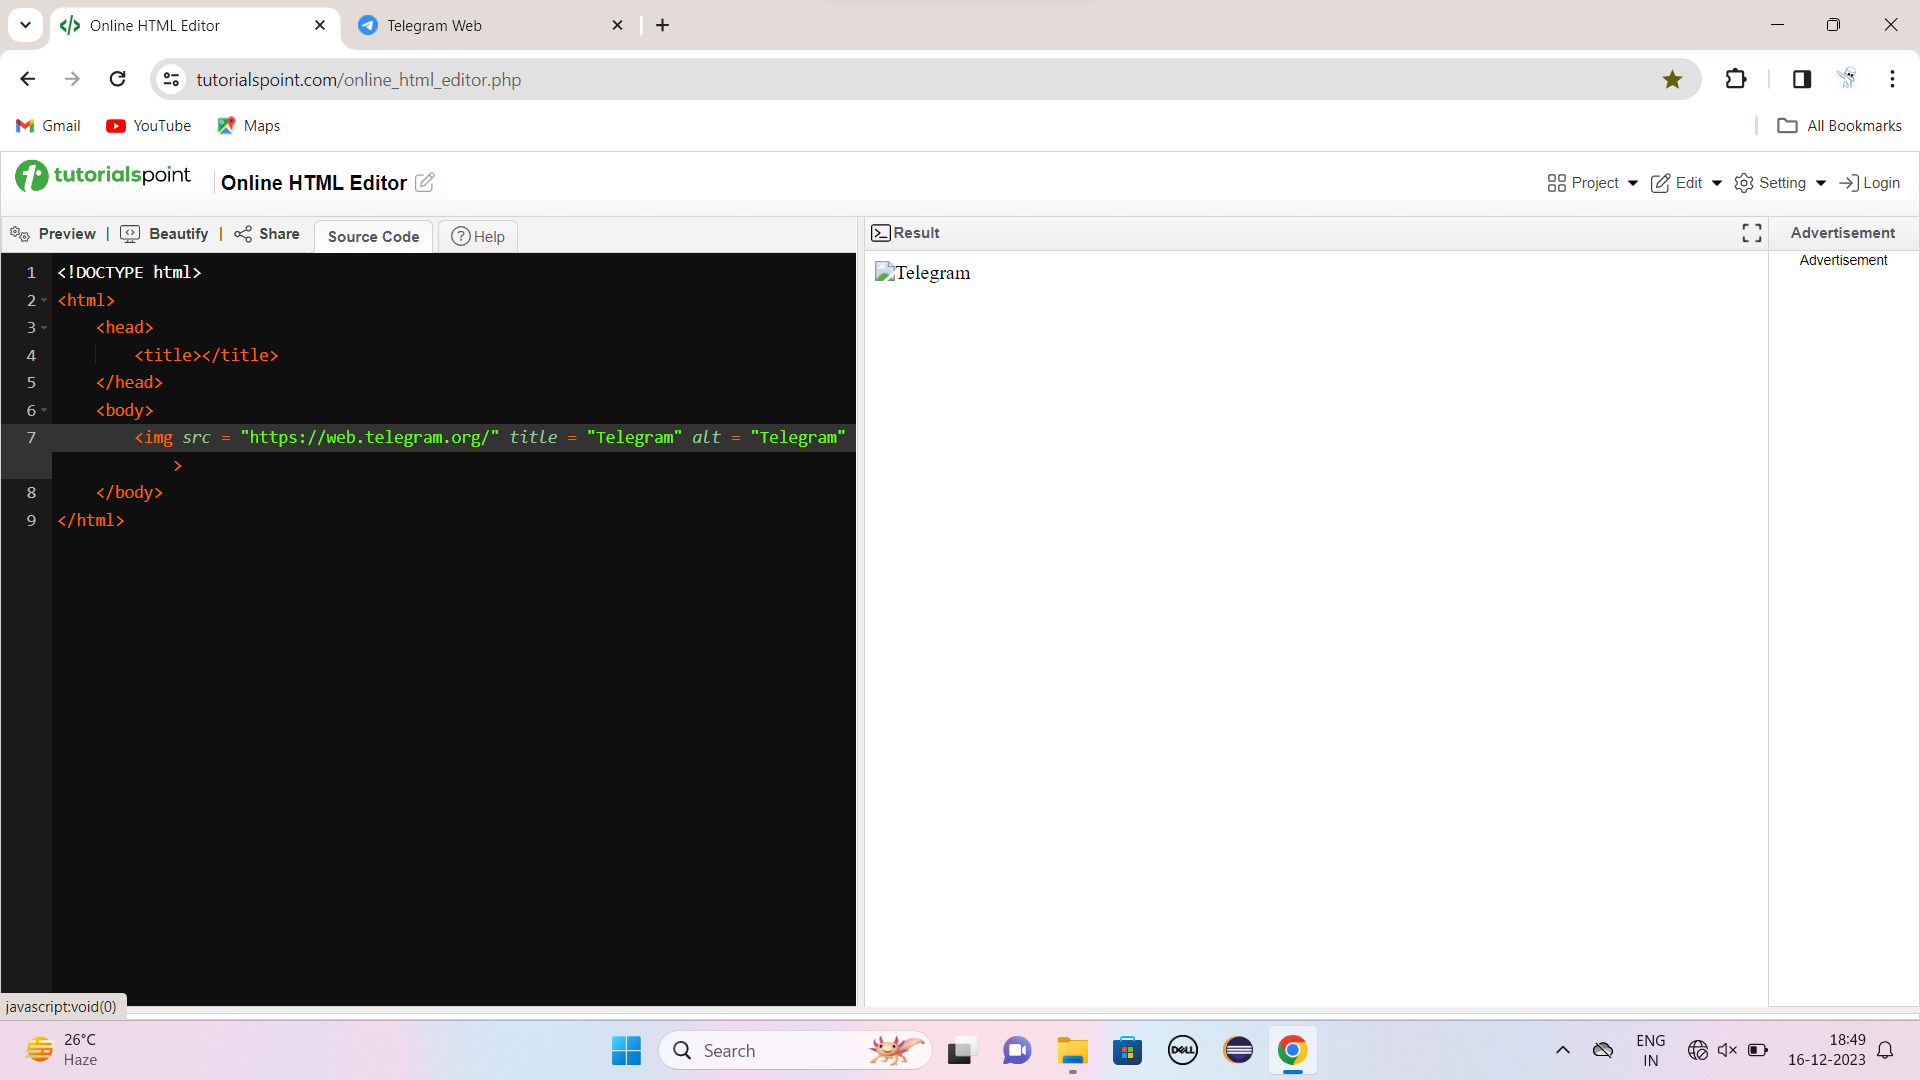 Online HTML Editor
Telegram Web
tutorialspoint.com/online_html_editor.php
Gmail
YouTube
Maps
All Bookmarks
tutorialspoint
Online HTML Editor
Project
Edit
Setting
Login
Preview
Beautify
Share
Source Code
Help
Result
Advertisement
Advertisement
1 <!DOCTYPE html>
2 <html>
3 <head>
4 <title></title>
5 </head>
6 <body>
7 <img src = "https://web.telegram.org/" title = "Telegram" alt = "Telegram"
>
8 </body>
9 </html>
Telegram
javascript:void(0)
26°C
Haze
Search
DELL
ENG
IN
18:49
16-12-2023